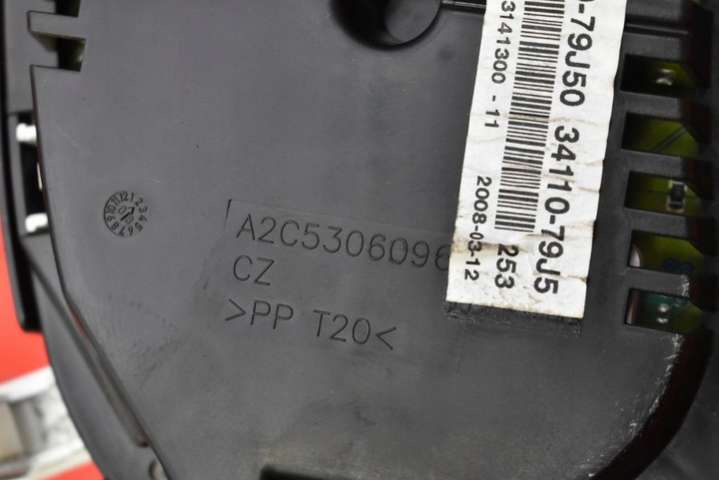 A2C5306096
CZ
>PP T20<
-79J50 34110-79J5
3141300 - 11
253
2008-03-12